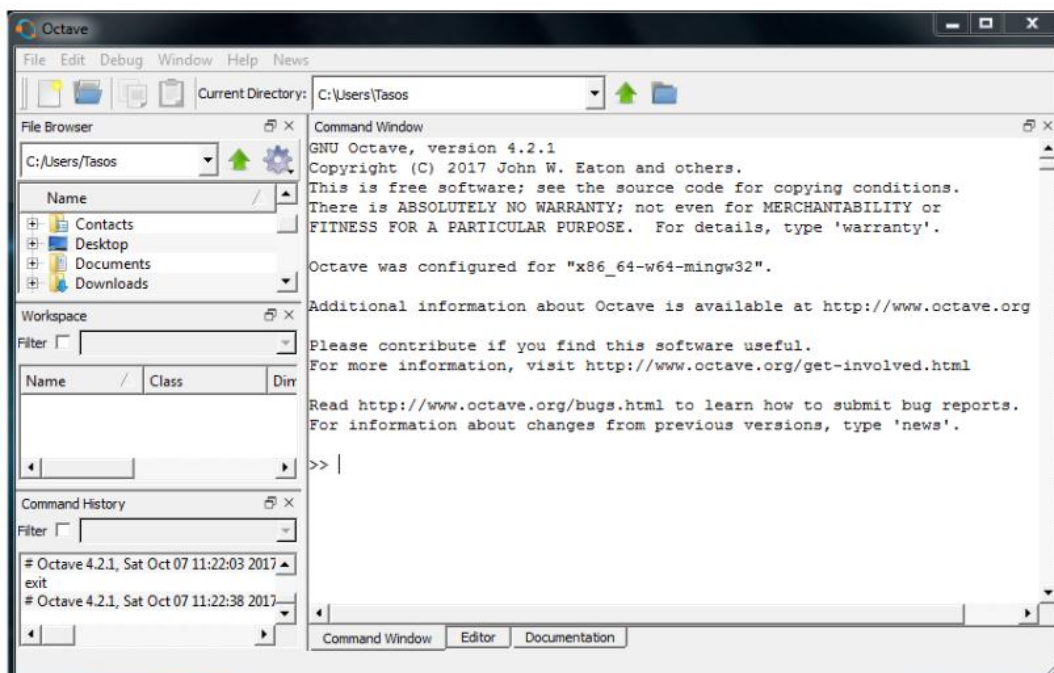 Octave
File Edit Debug Window Help News
Current Directory: C:\Users\Tasos
File Browser
C:/Users/Tasos
Name
Contacts
Desktop
Documents
Downloads
Workspace
Filter
Name Class Dim
Command History
Filter
# Octave 4.2.1, Sat Oct 07 11:22:03 2017
exit
# Octave 4.2.1, Sat Oct 07 11:22:38 2017
Command Window
GNU Octave, version 4.2.1
Copyright (C) 2017 John W. Eaton and others.
This is free software; see the source code for copying conditions.
There is ABSOLUTELY NO WARRANTY; not even for MERCHANTABILITY or
FITNESS FOR A PARTICULAR PURPOSE.  For details, type 'warranty'.
Octave was configured for "x86_64-w64-mingw32".
Additional information about Octave is available at http://www.octave.org
Please contribute if you find this software useful.
For more information, visit http://www.octave.org/get-involved.html
Read http://www.octave.org/bugs.html to learn how to submit bug reports.
For information about changes from previous versions, type 'news'.
>>
Command Window Editor Documentation